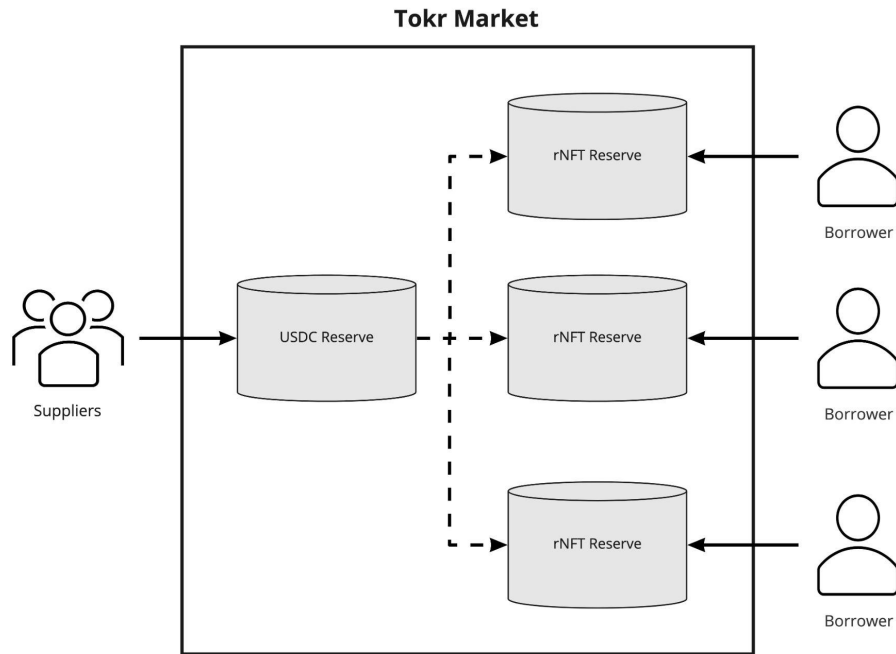 Tokr Market
rNFT Reserve
Borrower
USDC Reserve
rNFT Reserve
Suppliers
Borrower
rNFT Reserve
Borrower